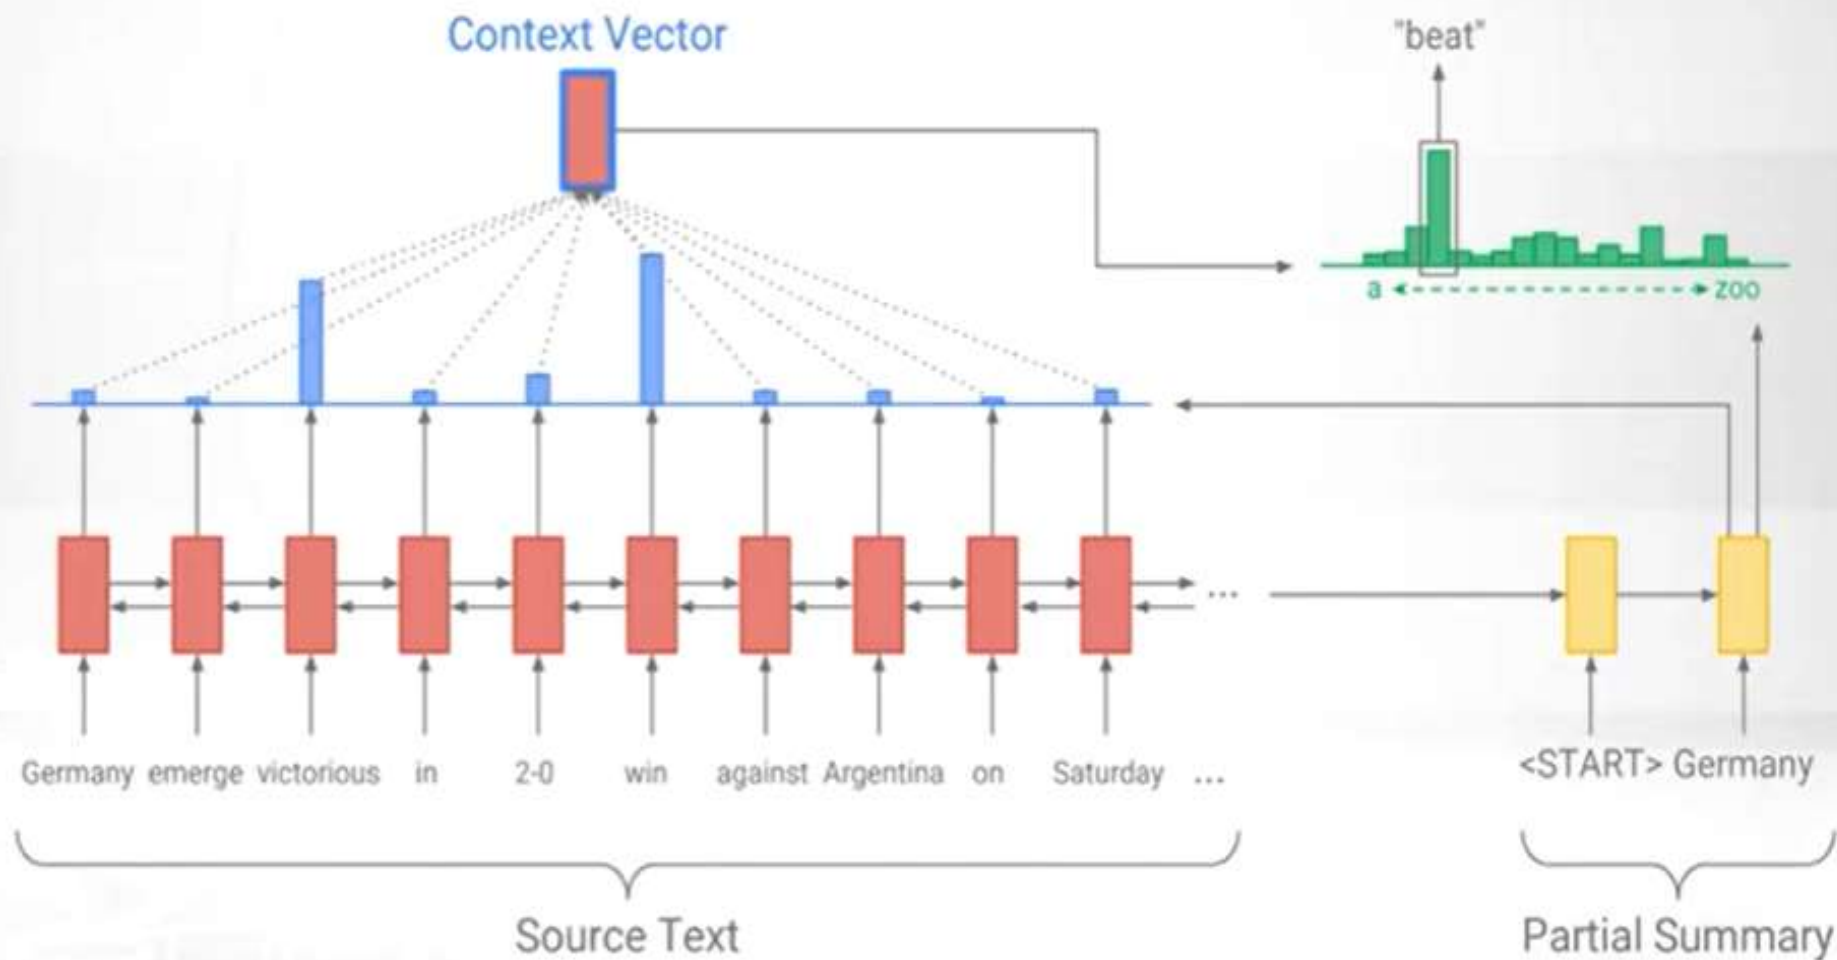 Context Vector
"beat"
a zoo
Germany emerge victorious in 2-0 win against Argentina on Saturday ...
<START> Germany
Source Text
Partial Summary